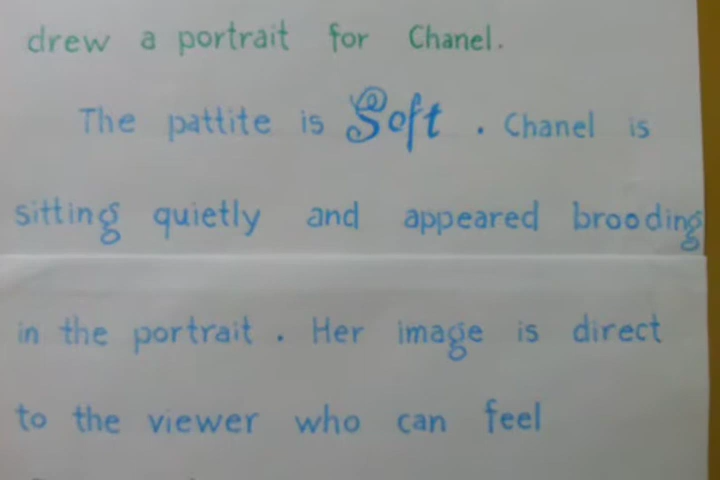 drew a portrait for Chanel.
The pattite is Soft . Chanel is
sitting quietly and appeared brooding
in the portrait . Her image is direct
to the viewer who can feel